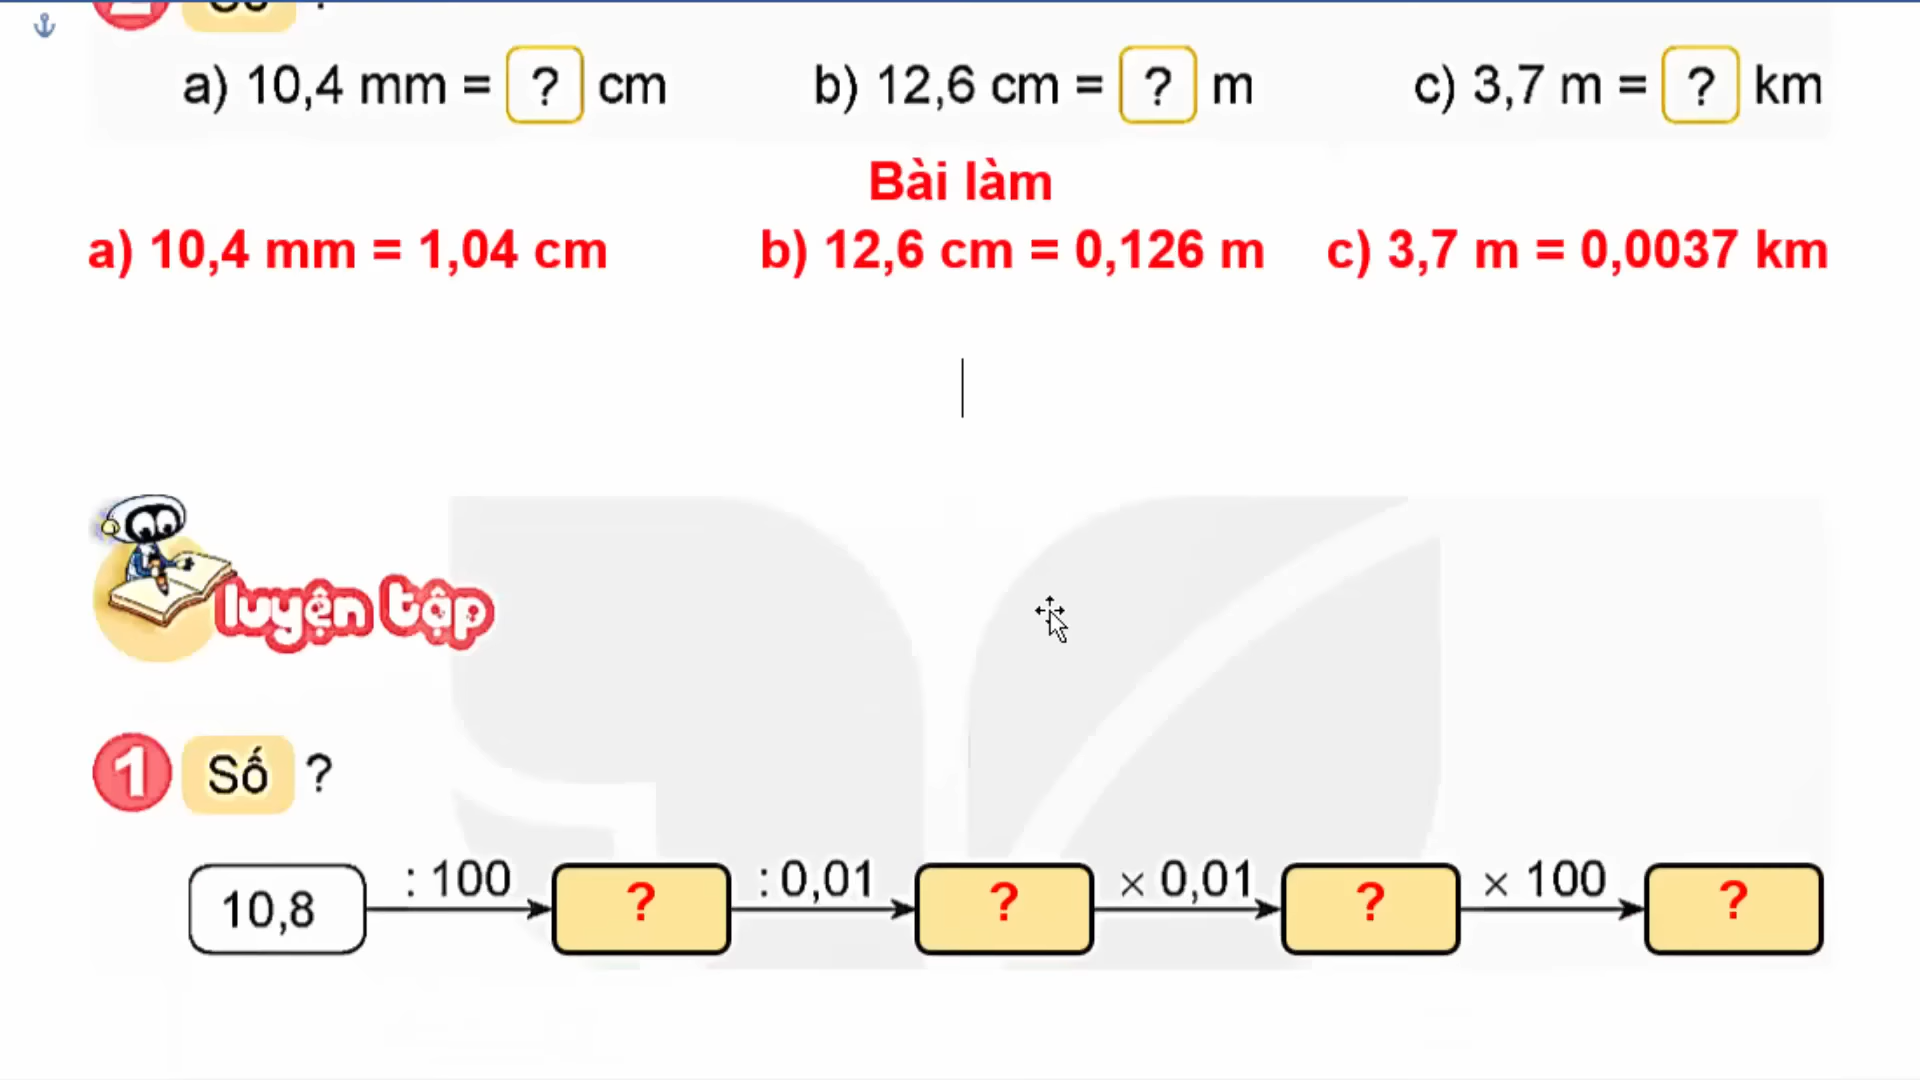 Số ?
a) 10,4 mm = ? cm b) 12,6 cm = ? m c) 3,7 m = ? km
Bài làm
a) 10,4 mm = 1,04 cm b) 12,6 cm = 0,126 m c) 3,7 m = 0,0037 km
luyện tập
1 Số ?
10,8 : 100 ? : 0,01 ? × 0,01 ? × 100 ?